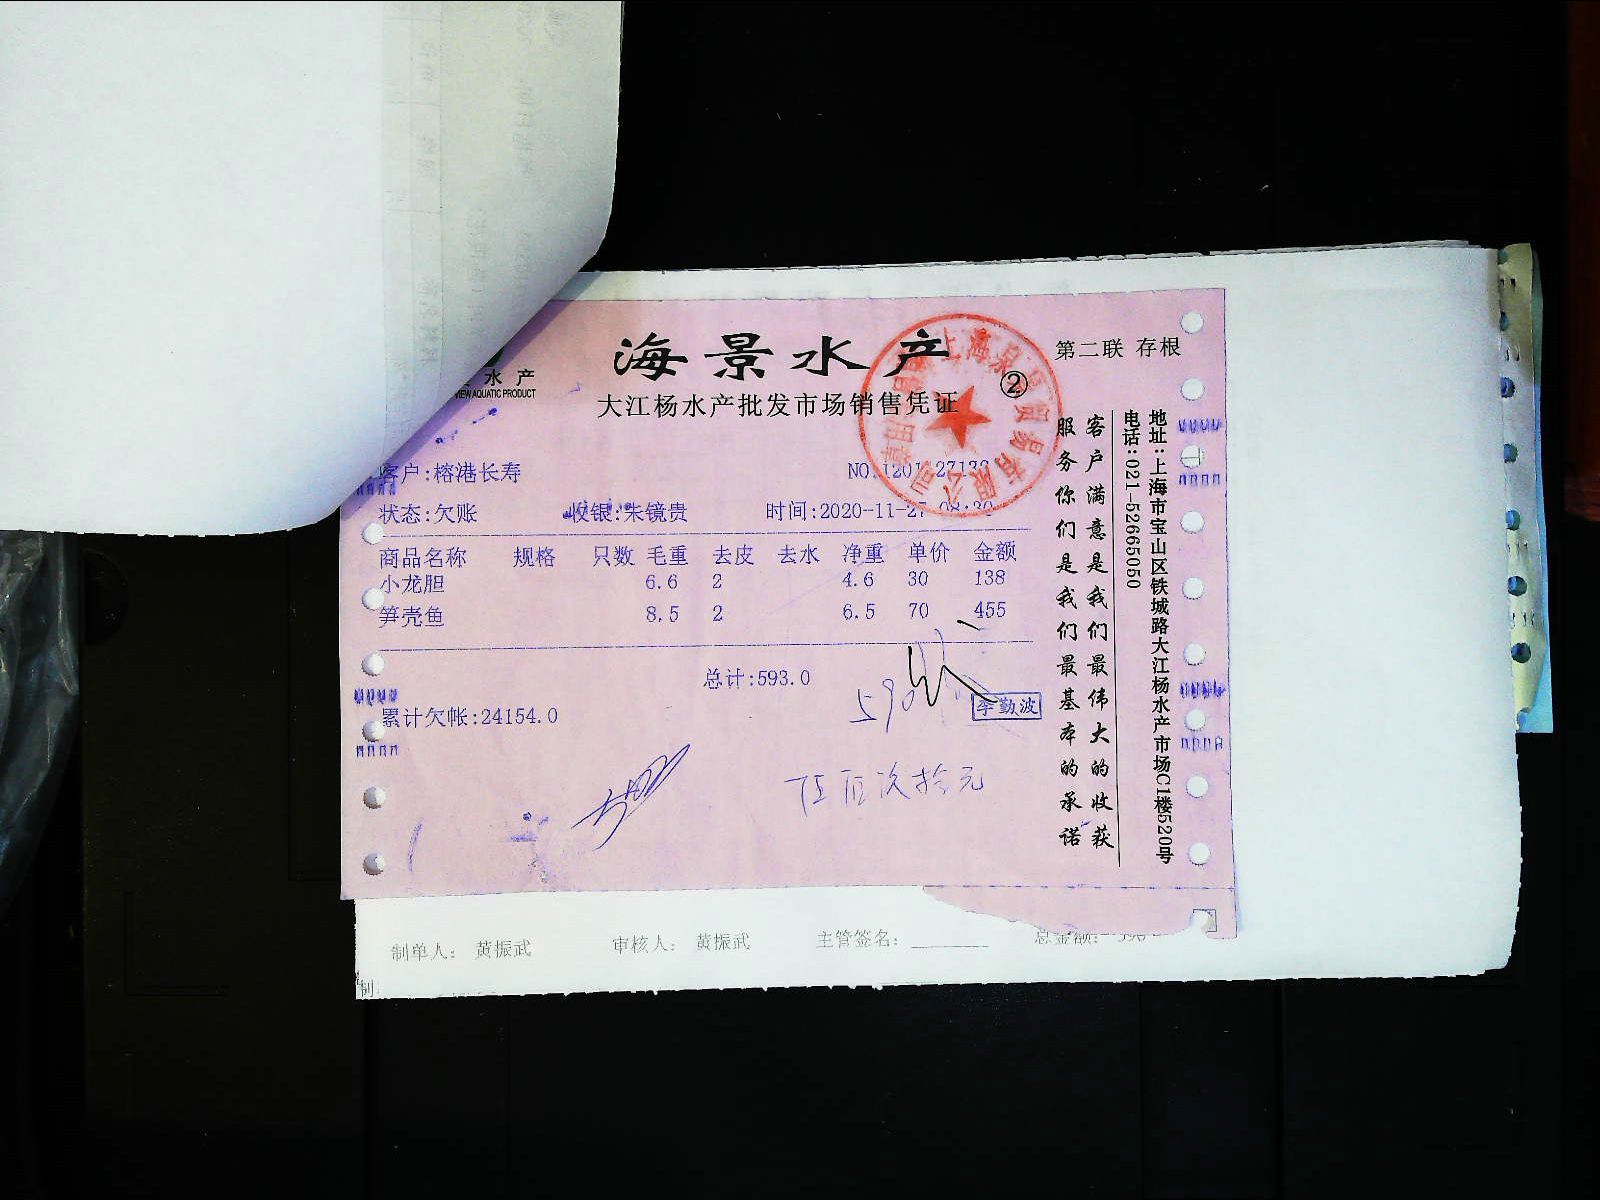 海景水产
第二联 存根
②
水产
VIEW AQUATIC PRODUCT
大江杨水产批发市场销售凭证
客户:榕港长寿
状态:欠账 收银:朱镜贵 时间:2020-11-27 08:30
商品名称 规格 只数 毛重 去皮 去水 净重 单价 金额
小龙胆 6.6 2 4.6 30 138
笋壳鱼 8.5 2 6.5 70 455
总计:593.0
累计欠帐:24154.0
590
李勤波
客户满意是我们最伟大的收获
服务你们是我们最基本的承诺
地址:上海市宝山区铁城路大江杨水产市场C1楼520号
电话:021-52665050
制单人: 黄振武 审核人: 黄振武 主管签名: 总金额: 590
制